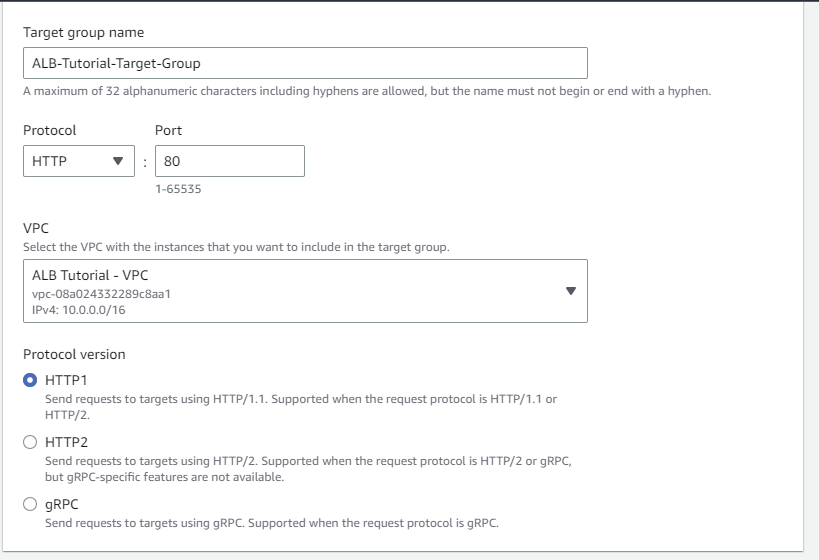 Target group name
ALB-Tutorial-Target-Group
A maximum of 32 alphanumeric characters including hyphens are allowed, but the name must not begin or end with a hyphen.
Protocol Port
HTTP : 80
1-65535
VPC
Select the VPC with the instances that you want to include in the target group.
ALB Tutorial - VPC
vpc-08a024332289c8aa1
IPv4: 10.0.0.0/16
Protocol version
HTTP1
Send requests to targets using HTTP/1.1. Supported when the request protocol is HTTP/1.1 or
HTTP/2.
HTTP2
Send requests to targets using HTTP/2. Supported when the request protocol is HTTP/2 or gRPC,
but gRPC-specific features are not available.
gRPC
Send requests to targets using gRPC. Supported when the request protocol is gRPC.